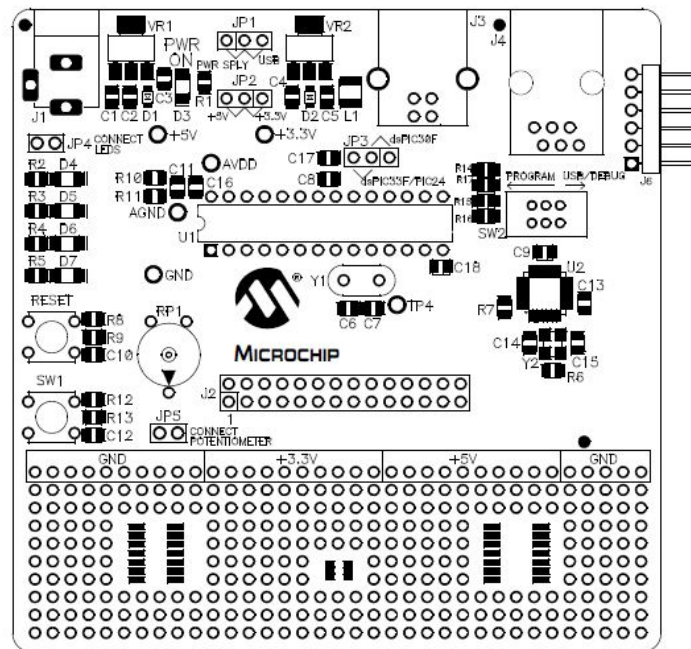 VR1
JP1
VR2
J3
J4
PWR ON
PWR SPLY
USB
J1
C1
C2
D1
C3
D3
R1
JP2
+5V
+3.3V
C4
D2
C5
L1
JP4
CONNECT LEDS
+5V
+3.3V
JP3
dsPIC30F
dsPIC33F/PIC24
R2
D4
R10
C11
AVDD
C17
C8
R14
R17
PROGRAM
USB/DEBUG
J6
R3
D5
R11
C16
R15
R16
AGND
U1
SW2
R4
D6
C9
R5
D7
GND
Y1
C18
U2
C13
RESET
RP1
TP4
R7
R8
R9
C10
C6
C7
C14
Y2
C15
R6
MICROCHIP
®
SW1
J2
1
R12
R13
C12
JP5
CONNECT POTENTIOMETER
GND
+3.3V
+5V
GND